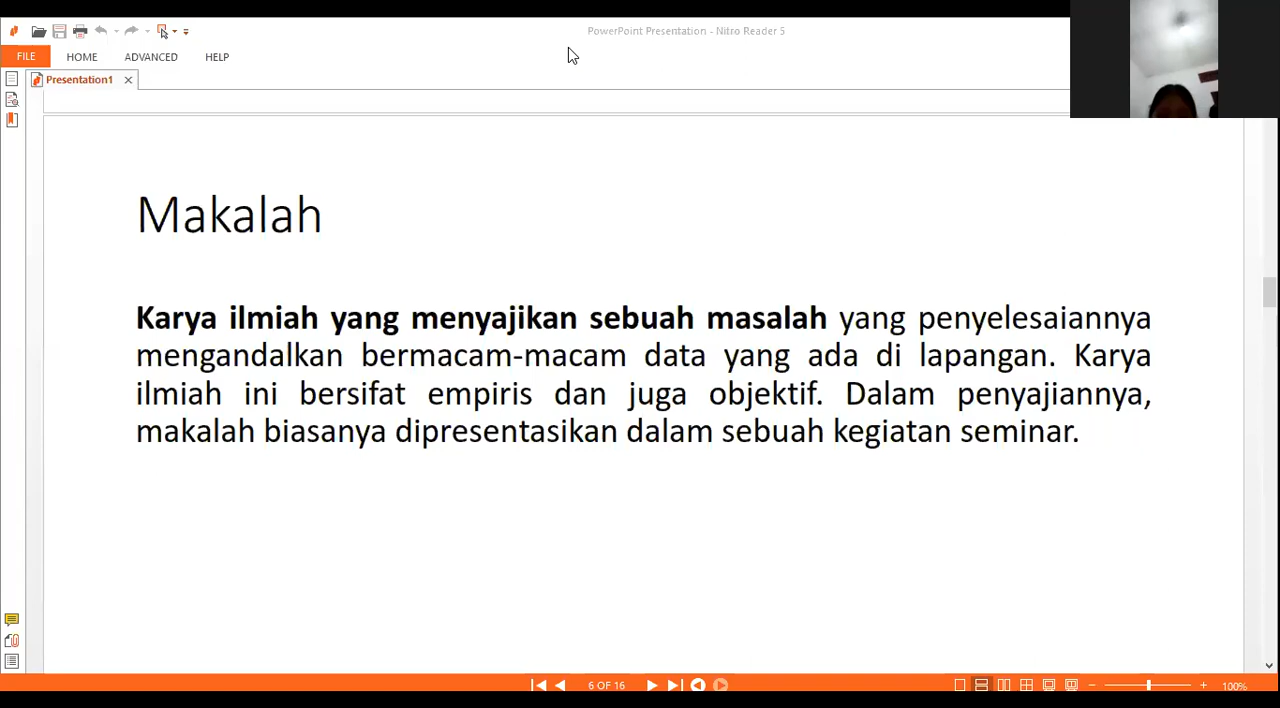 PowerPoint Presentation - Nitro Reader 5
FILE HOME ADVANCED HELP
Presentation1
Makalah
Karya ilmiah yang menyajikan sebuah masalah yang penyelesaiannya
mengandalkan bermacam-macam data yang ada di lapangan. Karya
ilmiah ini bersifat empiris dan juga objektif. Dalam penyajiannya,
makalah biasanya dipresentasikan dalam sebuah kegiatan seminar.
6 OF 16
100%